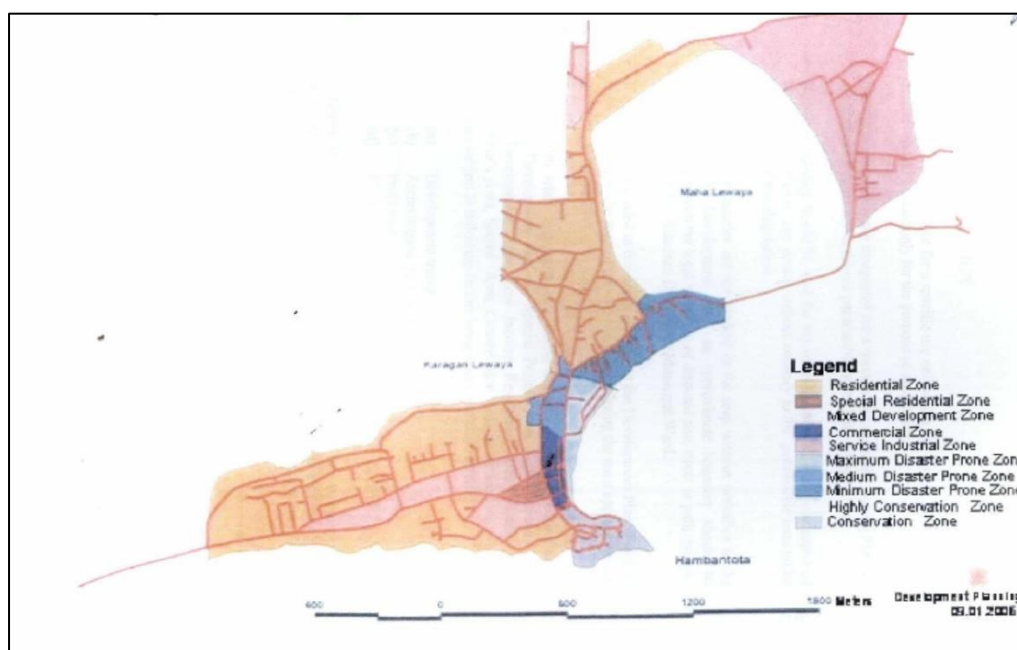 Maha Lewaya
Karagan Lewaya
Legend
Residential Zone
Special Residential Zone
Mixed Development Zone
Commercial Zone
Service Industrial Zone
Maximum Disaster Prone Zon
Medium Disaster Prone Zone
Minimum Disaster Prone Zon
Highly Conservation Zone
Conservation Zone
Hambantota
600 0 600 1200 1800 Meters
Development Planning
09.01.2006